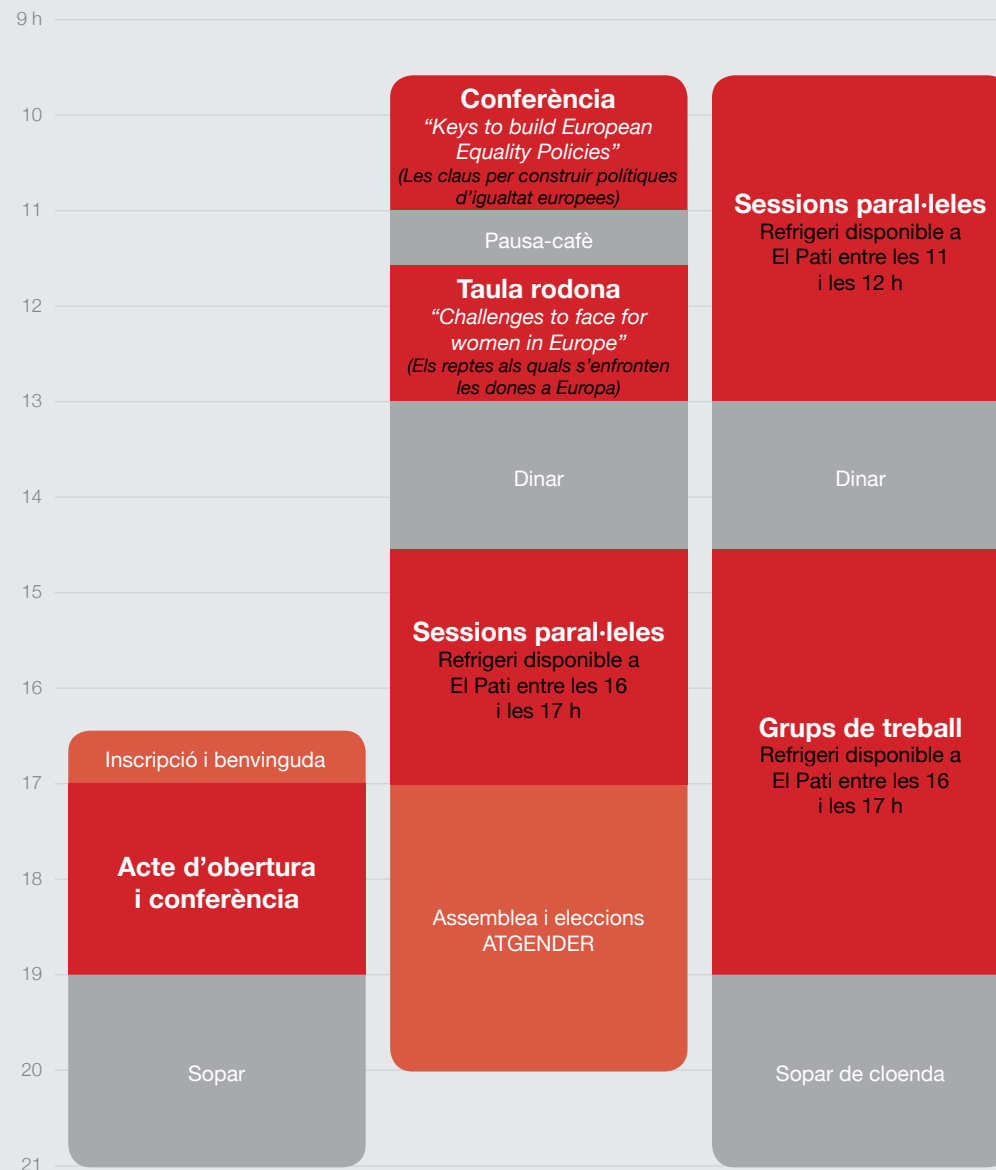 9 h
10
11
12
13
14
15
16
17
18
19
20
21
Inscripció i benvinguda
Acte d’obertura
i conferència
Sopar
Conferència
“Keys to build European
Equality Policies”
(Les claus per construir polítiques
d’igualtat europees)
Pausa-cafè
Taula rodona
“Challenges to face for
women in Europe”
(Els reptes als quals s’enfronten
les dones a Europa)
Dinar
Sessions paral·leles
Refrigeri disponible a
El Pati entre les 16
i les 17 h
Assemblea i eleccions
ATGENDER
Sessions paral·leles
Refrigeri disponible a
El Pati entre les 11
i les 12 h
Dinar
Grups de treball
Refrigeri disponible a
El Pati entre les 16
i les 17 h
Sopar de cloenda